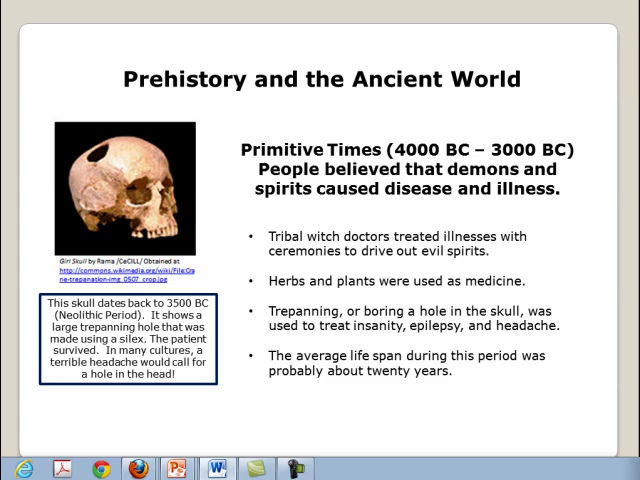 Prehistory and the Ancient World
Primitive Times (4000 BC – 3000 BC)
People believed that demons and
spirits caused disease and illness.
• Tribal witch doctors treated illnesses with
ceremonies to drive out evil spirits.
• Herbs and plants were used as medicine.
• Trepanning, or boring a hole in the skull, was
used to treat insanity, epilepsy, and headache.
• The average life span during this period was
probably about twenty years.
Girl Skull by Rama /CeCILL/ Obtained at
http://commons.wikimedia.org/wiki/File:Cra
ne-trepanation-img_0507_crop.jpg
This skull dates back to 3500 BC
(Neolithic Period). It shows a
large trepanning hole that was
made using a silex. The patient
survived. In many cultures, a
terrible headache would call for
a hole in the head!